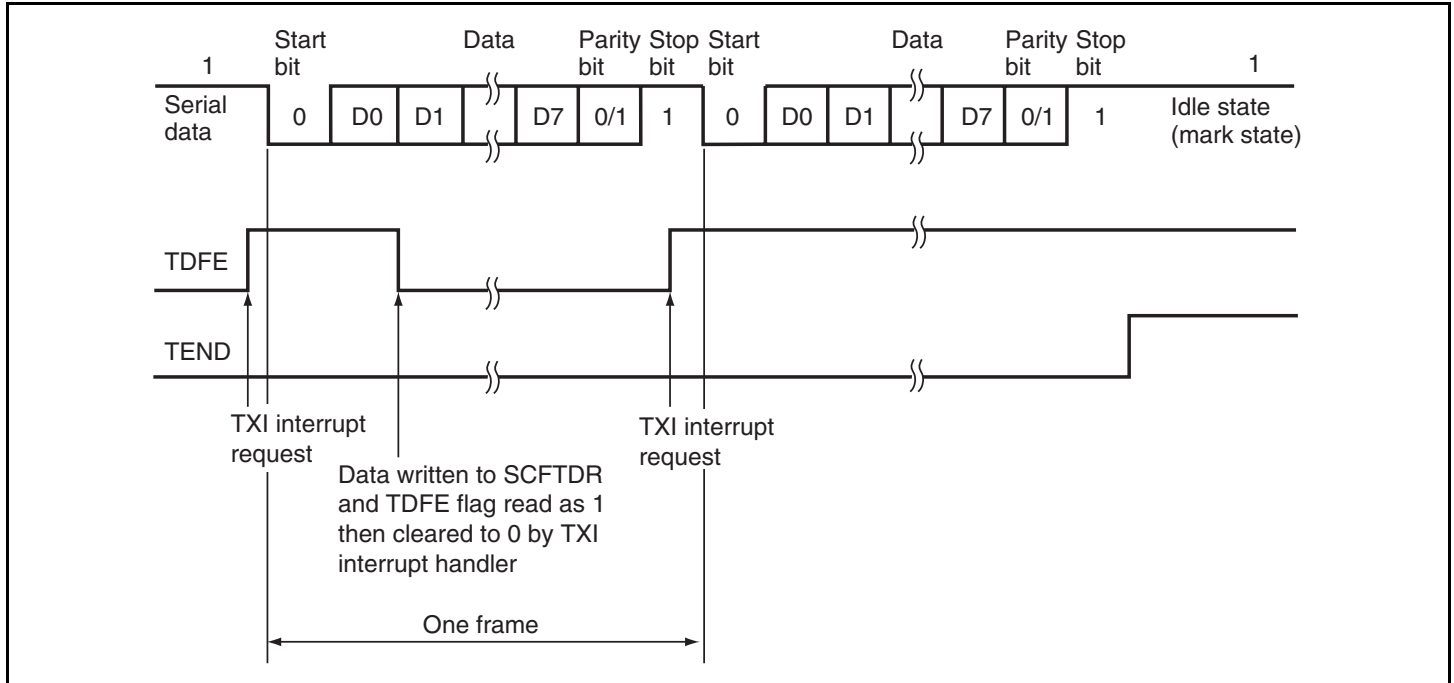 Start bit
Data
Parity bit
Stop bit
Start bit
Data
Parity bit
Stop bit
1
1
Serial data
0
D0
D1
D7
0/1
1
0
D0
D1
D7
0/1
1
Idle state
(mark state)
TDFE
TEND
TXI interrupt
request
Data written to SCFTDR
and TDFE flag read as 1
then cleared to 0 by TXI
interrupt handler
TXI interrupt
request
One frame